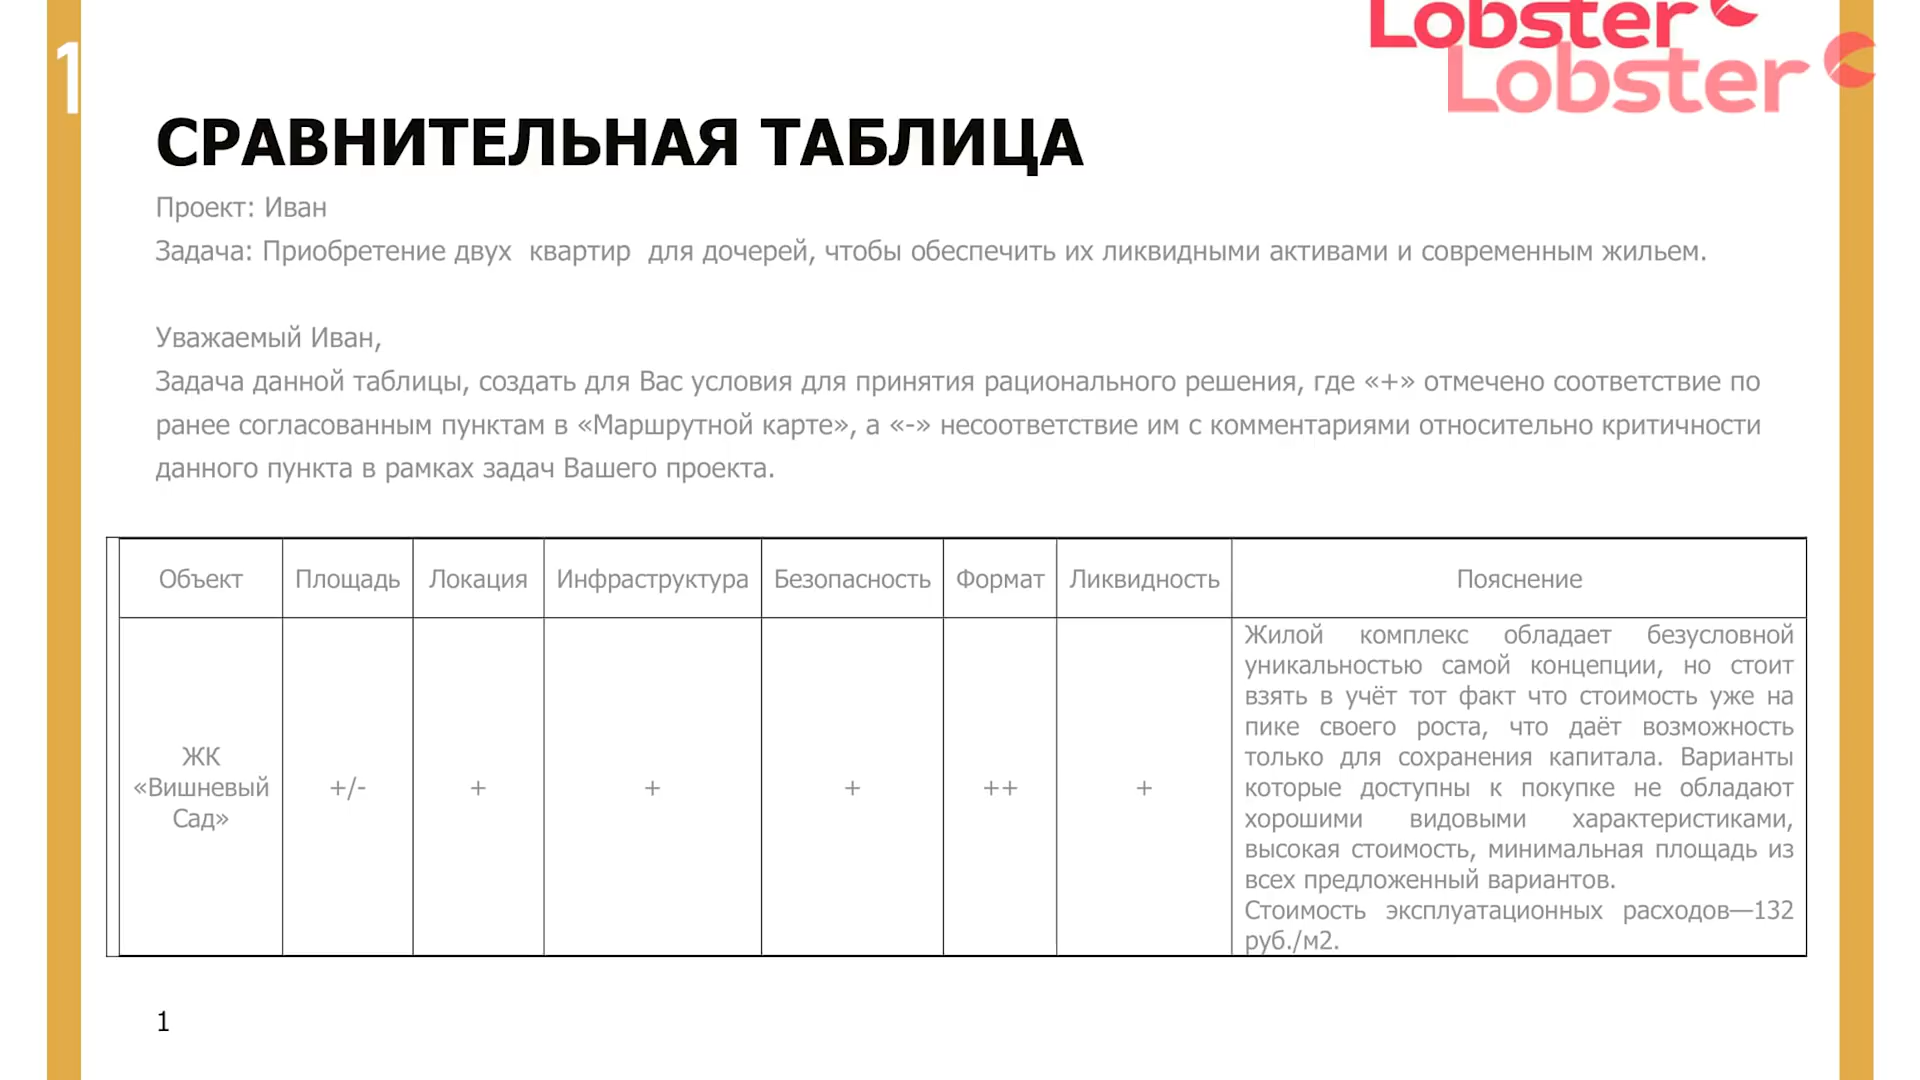 Lobster
1
Lobster
СРАВНИТЕЛЬНАЯ ТАБЛИЦА
Проект: Иван
Задача: Приобретение двух квартир для дочерей, чтобы обеспечить их ликвидными активами и современным жильем.
Уважаемый Иван,
Задача данной таблицы, создать для Вас условия для принятия рационального решения, где «+» отмечено соответствие по
ранее согласованным пунктам в «Маршрутной карте», а «-» несоответствие им с комментариями относительно критичности
данного пункта в рамках задач Вашего проекта.
Объект Площадь Локация Инфраструктура Безопасность Формат Ликвидность Пояснение
ЖК
«Вишневый
Сад»
+/- + + + ++ +
Жилой комплекс обладает безусловной
уникальностью самой концепции, но стоит
взять в учёт тот факт что стоимость уже на
пике своего роста, что даёт возможность
только для сохранения капитала. Варианты
которые доступны к покупке не обладают
хорошими видовыми характеристиками,
высокая стоимость, минимальная площадь из
всех предложенный вариантов.
Стоимость эксплуатационных расходов—132
руб./м2.
1